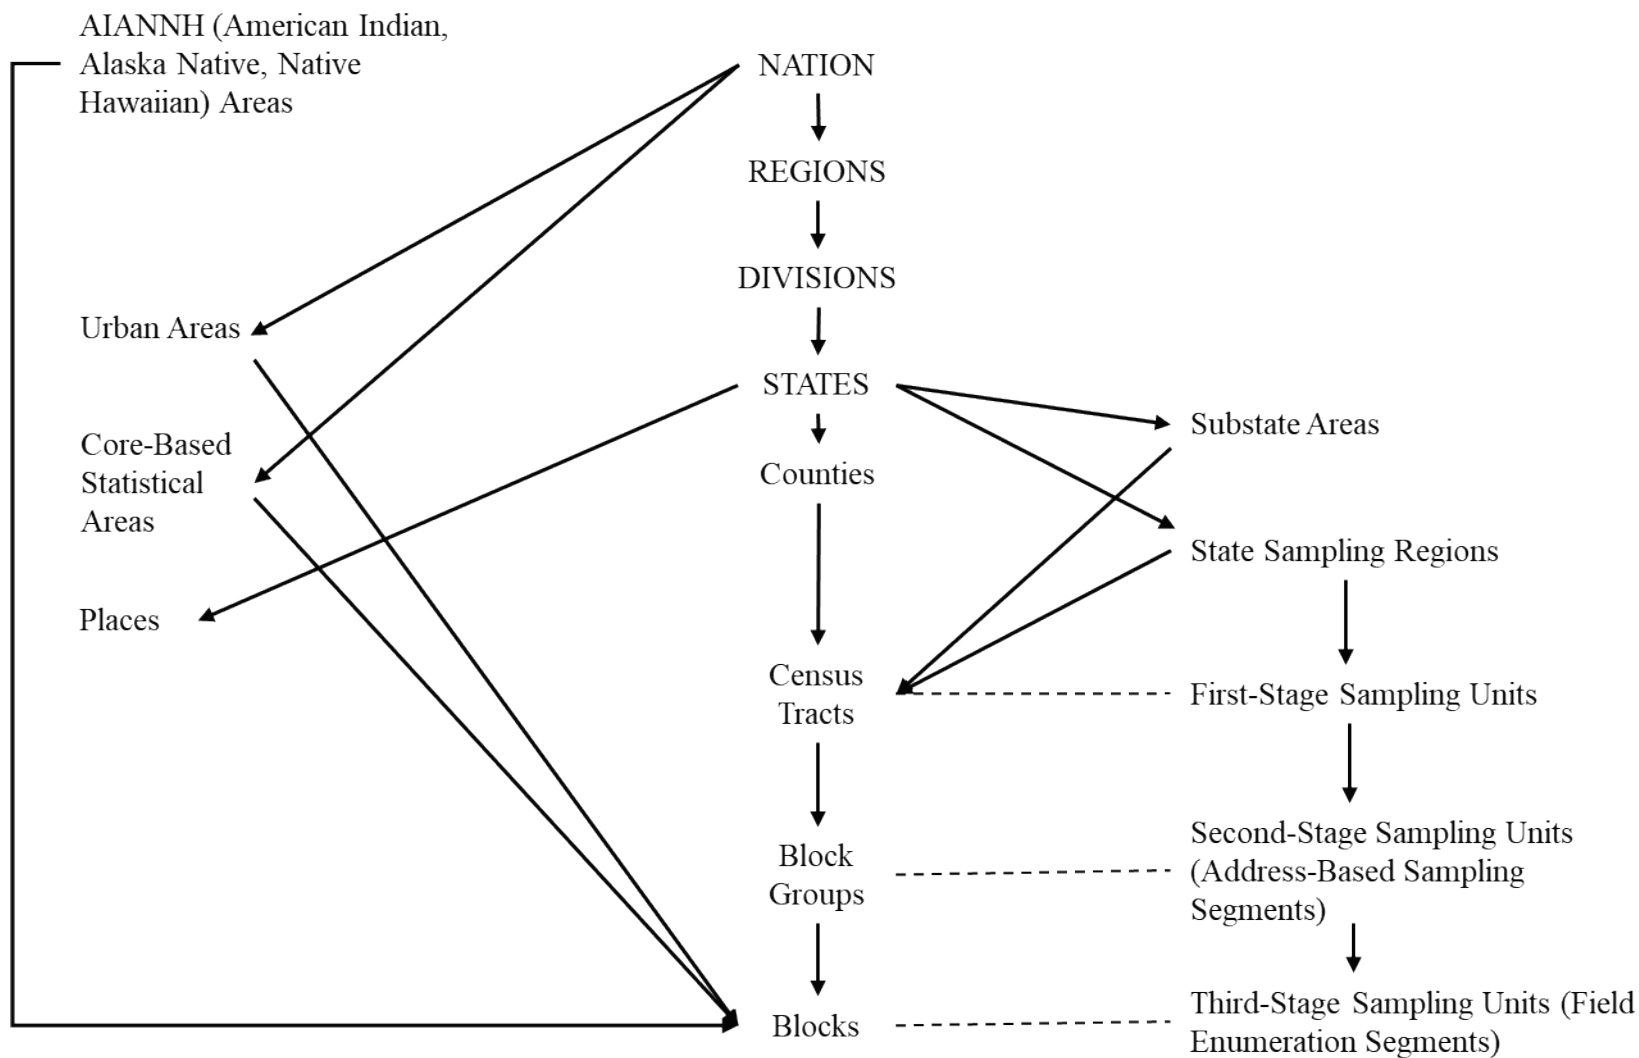 AIANNH (American Indian,
Alaska Native, Native
Hawaiian) Areas
NATION
REGIONS
DIVISIONS
Urban Areas
STATES
Substate Areas
Core-Based
Statistical
Areas
Counties
State Sampling Regions
Places
Census
Tracts
First-Stage Sampling Units
Block
Groups
Second-Stage Sampling Units
(Address-Based Sampling
Segments)
Blocks
Third-Stage Sampling Units (Field
Enumeration Segments)